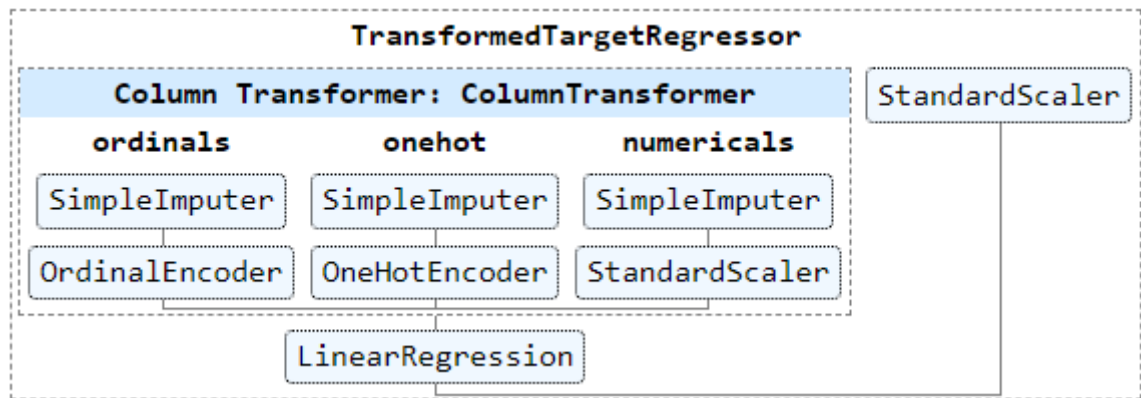 TransformedTargetRegressor
Column Transformer: ColumnTransformer
StandardScaler
ordinals onehot numericals
SimpleImputer SimpleImputer SimpleImputer
OrdinalEncoder OneHotEncoder StandardScaler
LinearRegression